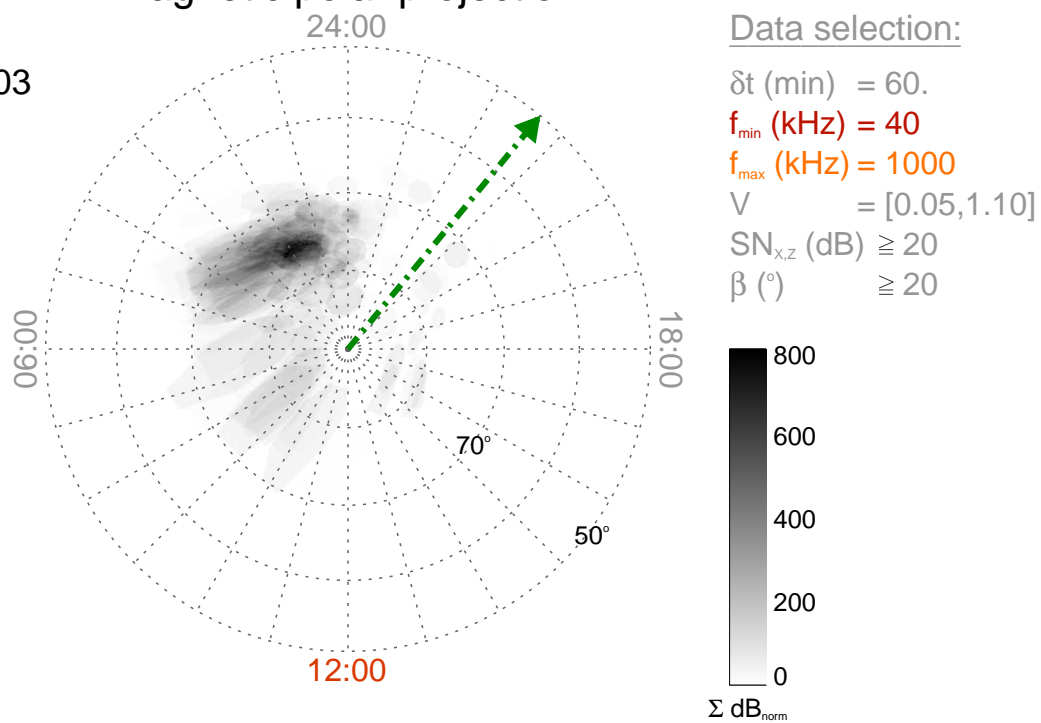 24:00
03
06:00
18:00
70°
50°
12:00
Data selection:
δt (min) = 60.
fmin (kHz) = 40
fmax (kHz) = 1000
V = [0.05,1.10]
SNx,z (dB) ≧ 20
β (°) ≧ 20
800
600
400
200
0
Σ dBnorm